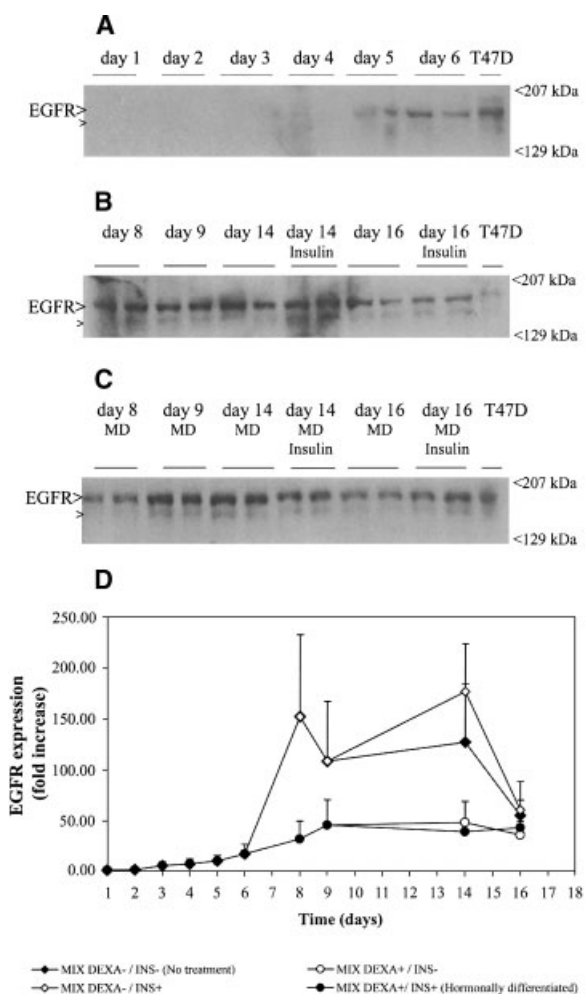 A
day 1 day 2 day 3 day 4 day 5 day 6 T47D
<207 kDa
EGFR>
>
<129 kDa
B
day 8 day 9 day 14 day 14 day 16 day 16 T47D
Insulin Insulin
<207 kDa
EGFR>
>
<129 kDa
C
day 8 day 9 day 14 day 14 day 16 day 16 T47D
MD MD MD MD MD MD
Insulin Insulin
<207 kDa
EGFR>
>
<129 kDa
D
EGFR expression
(fold increase)
250.00
200.00
150.00
100.00
50.00
0.00
1 2 3 4 5 6 7 8 9 10 11 12 13 14 15 16 17 18
Time (days)
MIX DEXA- / INS- (No treatment)
MIX DEXA+ / INS-
MIX DEXA- / INS+
MIX DEXA+/ INS+ (Hormonally differentiated)